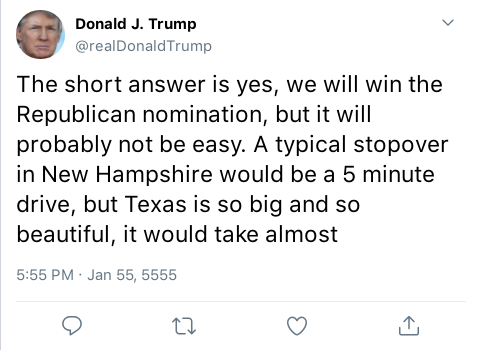 Donald J. Trump
@realDonaldTrump
The short answer is yes, we will win the
Republican nomination, but it will
probably not be easy. A typical stopover
in New Hampshire would be a 5 minute
drive, but Texas is so big and so
beautiful, it would take almost
5:55 PM · Jan 55, 5555